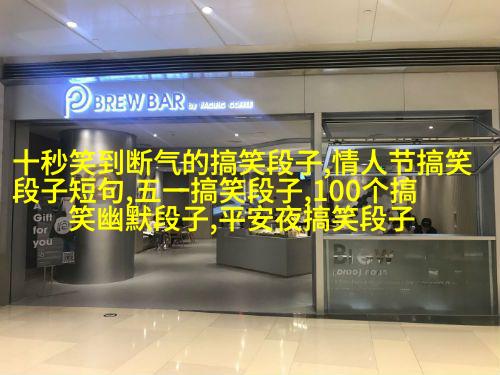 BREW BAR by PACIFIC COFFEE
十秒笑到断气的搞笑段子,情人节搞笑
段子短句,五一搞笑段子,100个搞
笑幽默段子,平安夜搞笑段子
A
Gift
for
you